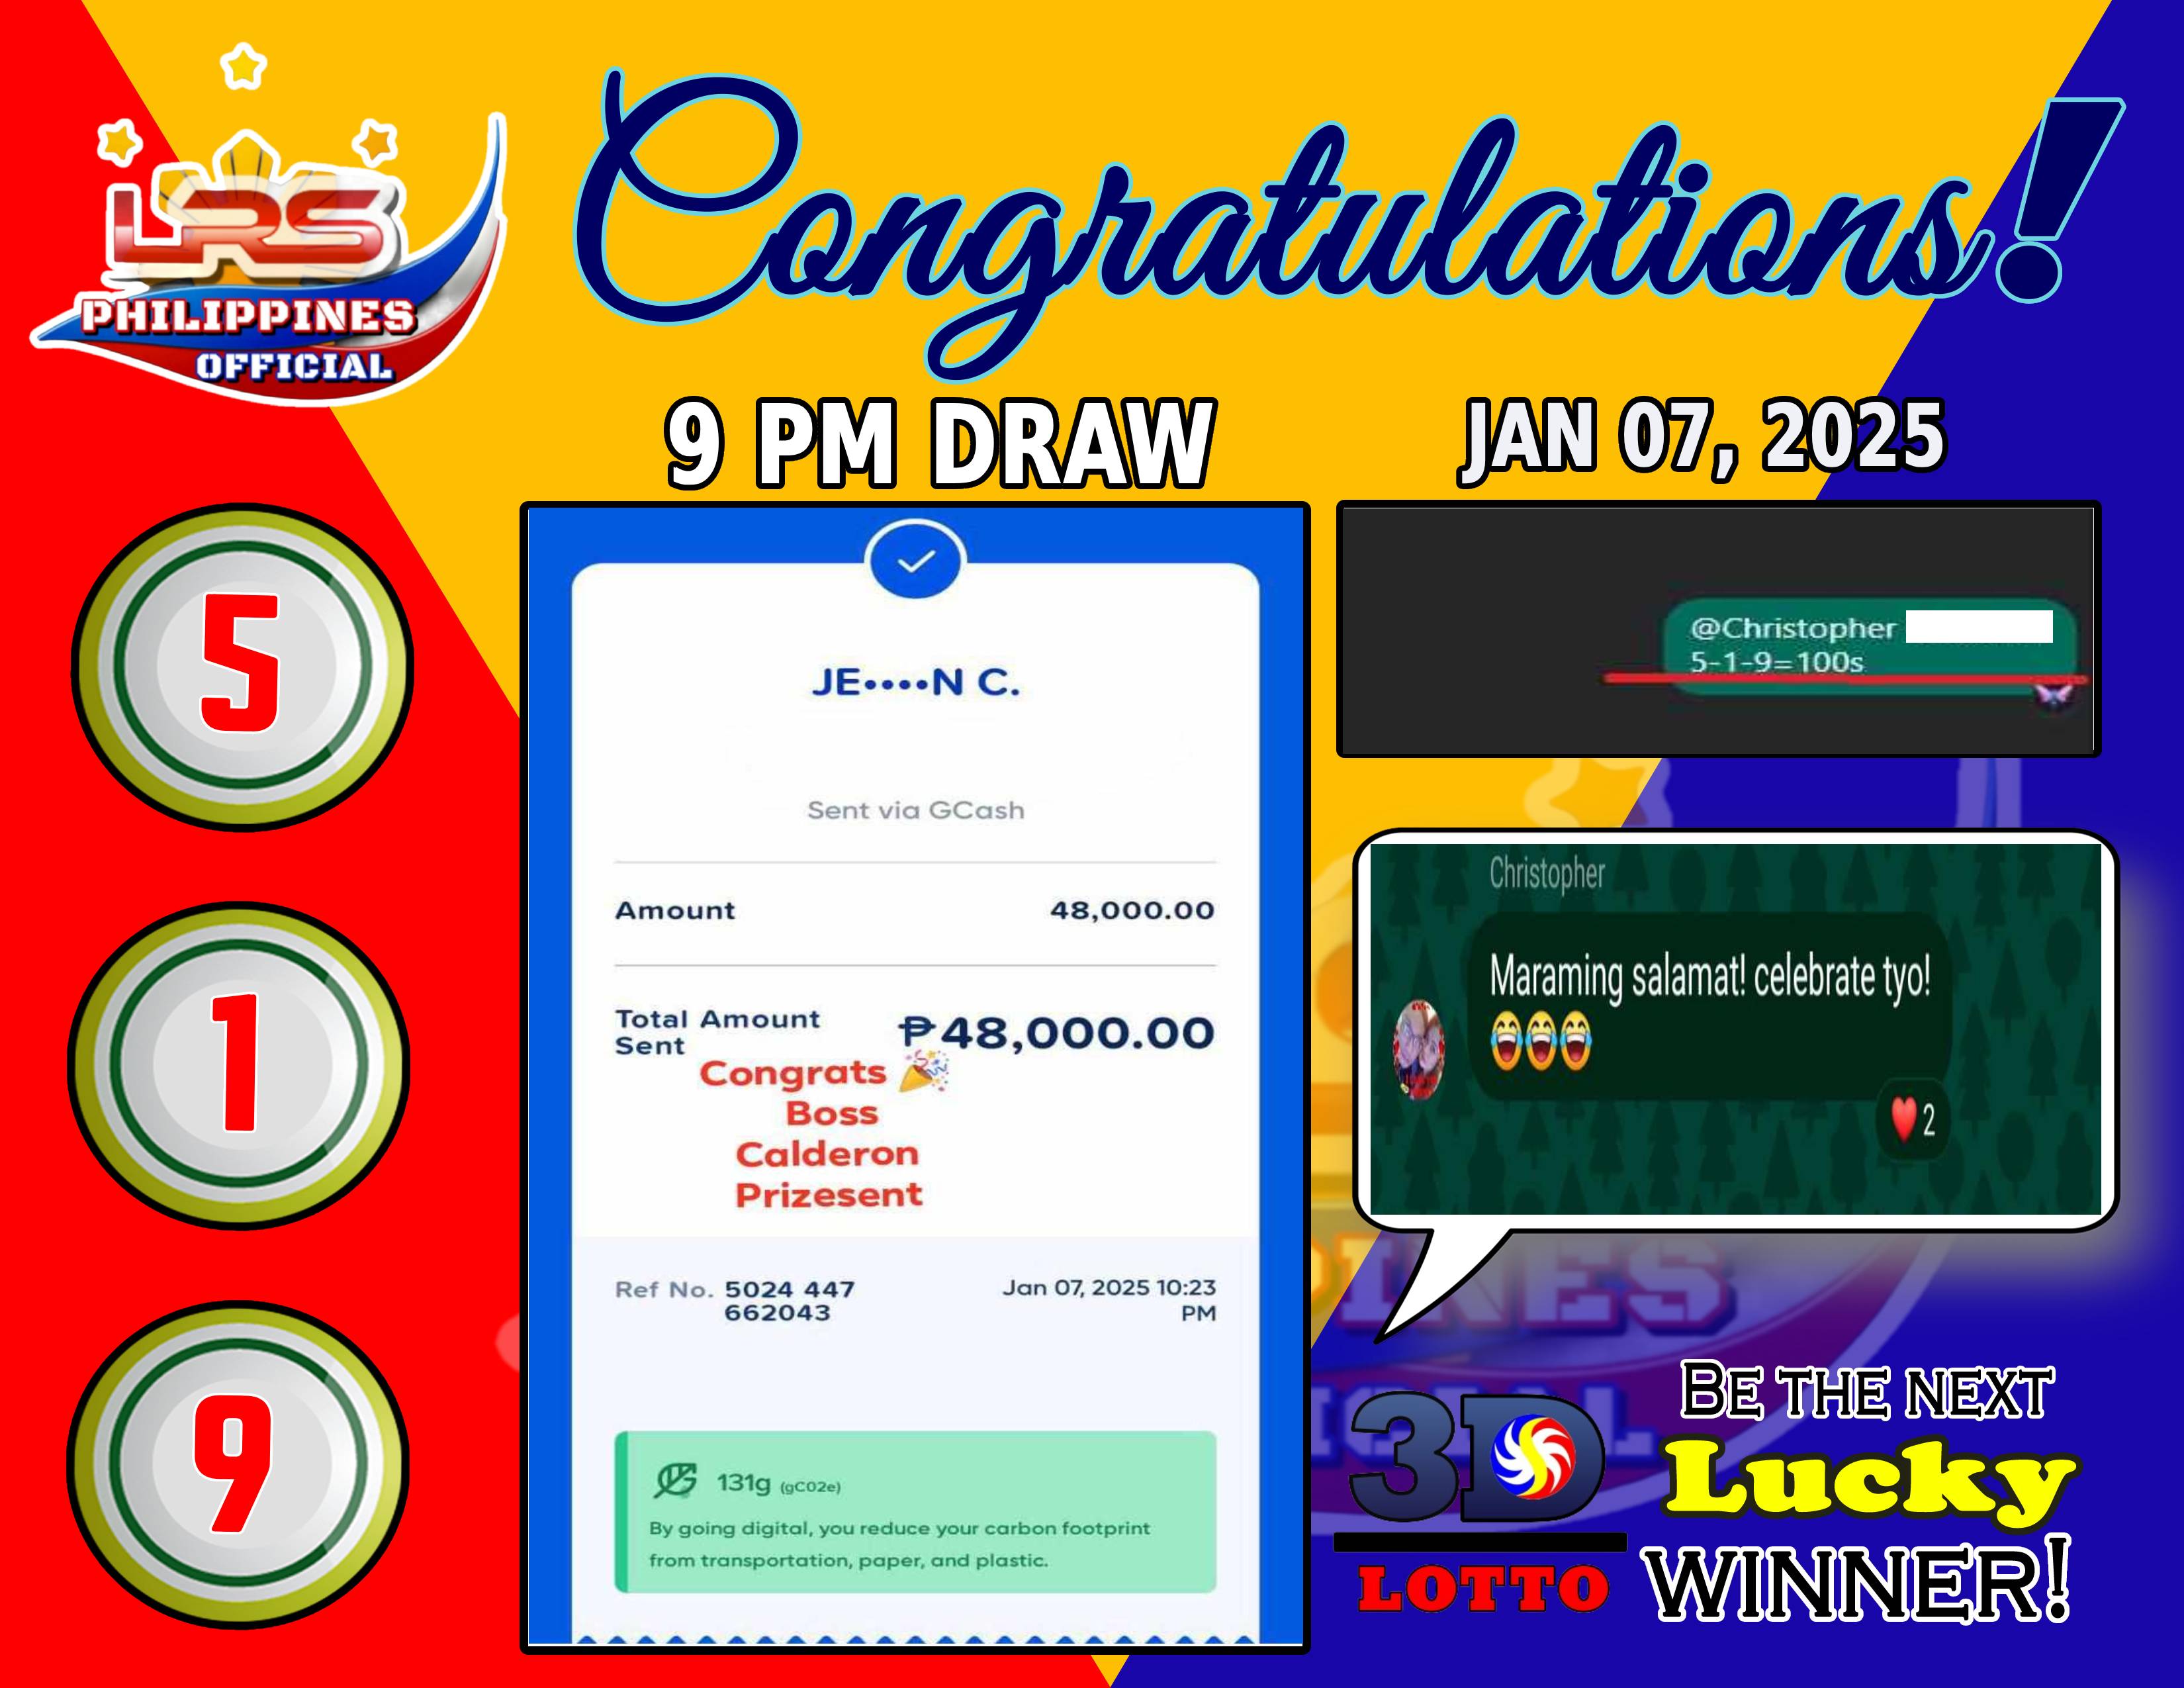 LRS
PHILIPPINES
OFFICIAL
Congratulations!
9 PM DRAW
JAN 07, 2025
5
1
9
JE••••N C.
Sent via GCash
Amount 48,000.00
Total Amount
Sent
₱48,000.00
Congrats 🎉
Boss
Calderon
Prizesent
Ref No. 5024 447
662043
Jan 07, 2025 10:23
PM
131g (gCO2e)
By going digital, you reduce your carbon footprint
from transportation, paper, and plastic.
@Christopher
5-1-9=100s
Christopher
Maraming salamat! celebrate tyo!
😂😂😂
❤️ 2
3D
LOTTO
BE THE NEXT
Lucky
WINNER!